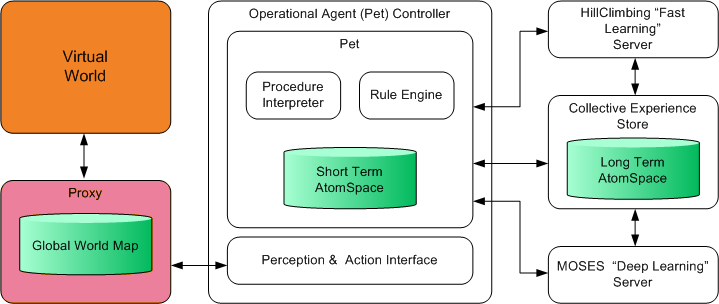 Virtual
World
Proxy
Global World Map
Operational Agent (Pet) Controller
Pet
Procedure
Interpreter
Rule Engine
Short Term
AtomSpace
Perception & Action Interface
HillClimbing “Fast
Learning”
Server
Collective Experience
Store
Long Term
AtomSpace
MOSES “Deep Learning”
Server